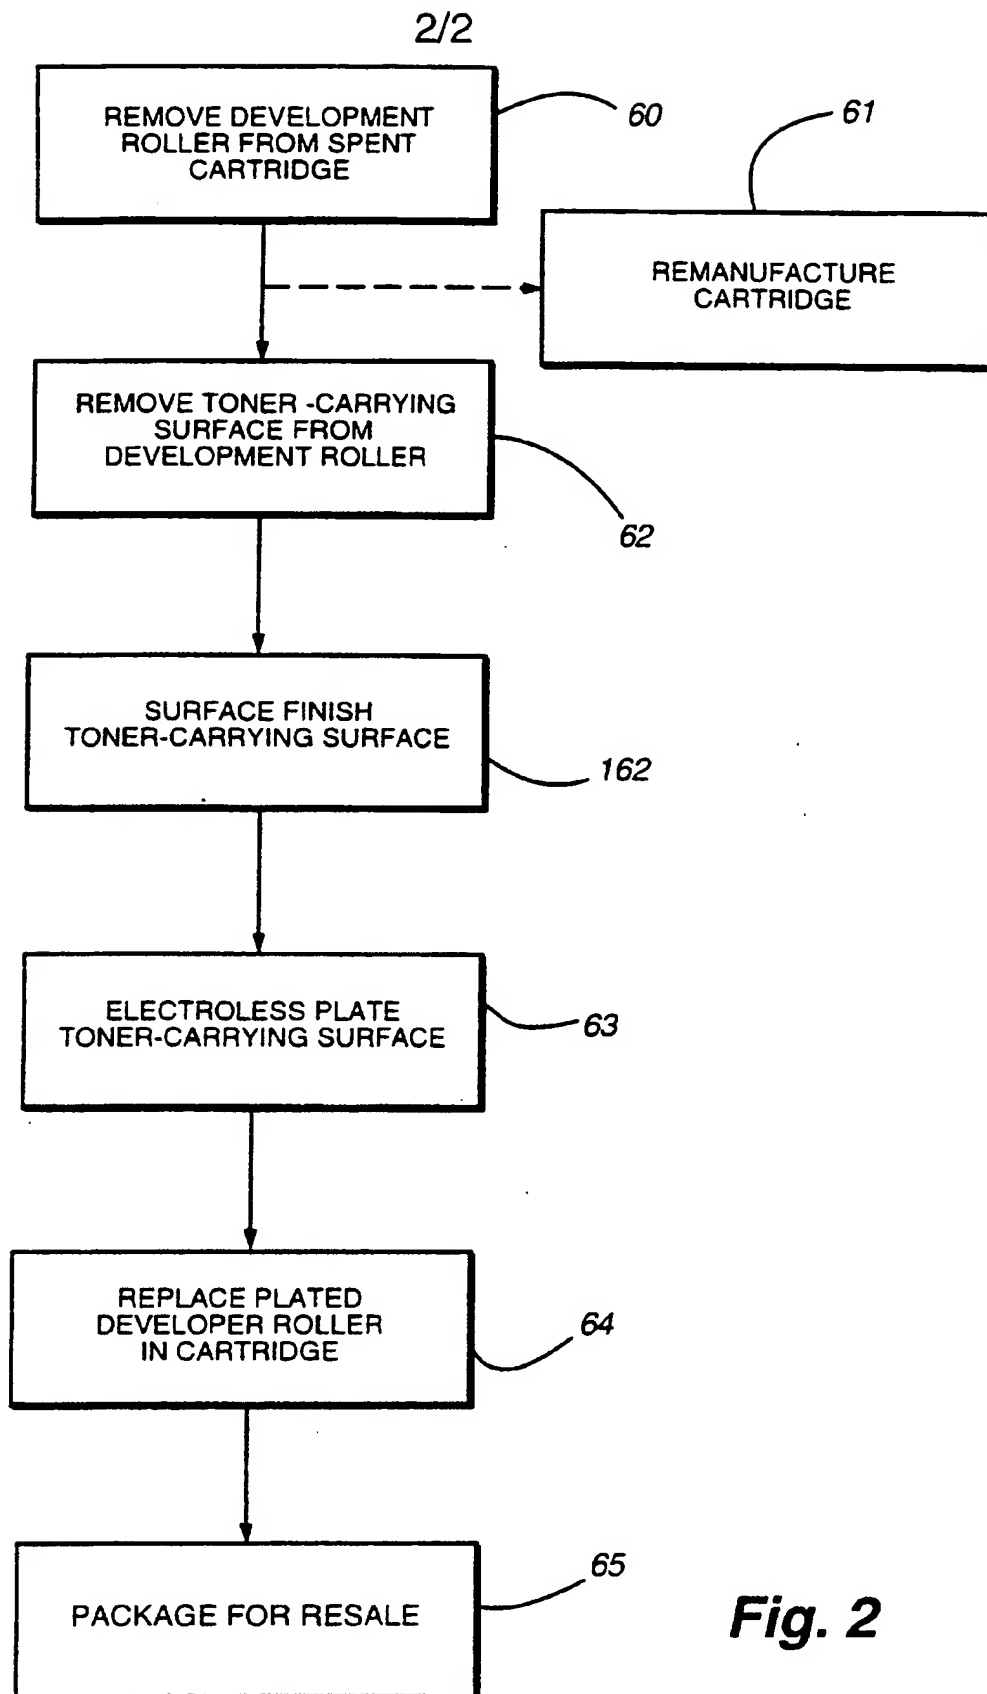 2/2
REMOVE DEVELOPMENT
ROLLER FROM SPENT
CARTRIDGE
60
61
REMANUFACTURE
CARTRIDGE
REMOVE TONER -CARRYING
SURFACE FROM
DEVELOPMENT ROLLER
62
SURFACE FINISH
TONER-CARRYING SURFACE
162
ELECTROLESS PLATE
TONER-CARRYING SURFACE
63
REPLACE PLATED
DEVELOPER ROLLER
IN CARTRIDGE
64
PACKAGE FOR RESALE
65
Fig. 2